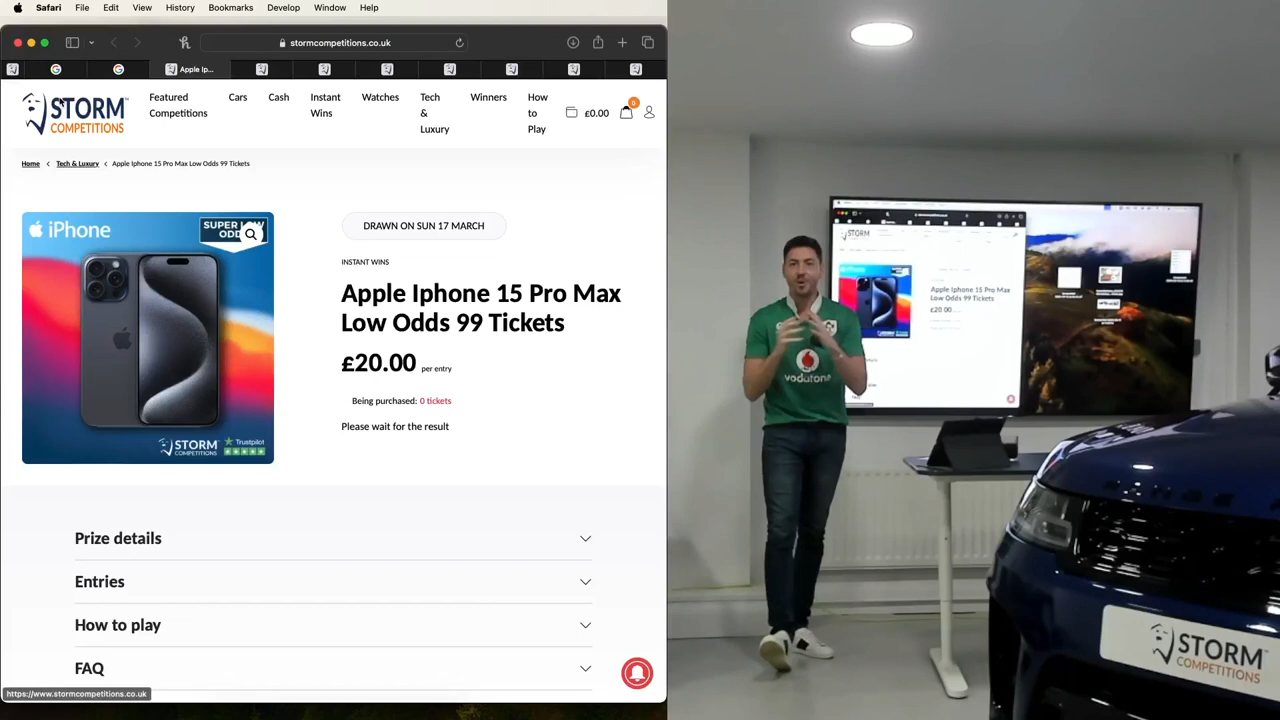 Safari File Edit View History Bookmarks Develop Window Help
stormcompetitions.co.uk
Apple Ip...
STORM
COMPETITIONS
Featured Competitions
Cars
Cash
Instant Wins
Watches
Tech & Luxury
Winners
How to Play
£0.00
0
Home < Tech & Luxury < Apple Iphone 15 Pro Max Low Odds 99 Tickets
iPhone
SUPER LOW
ODD
STORM
COMPETITIONS
Trustpilot
DRAWN ON SUN 17 MARCH
INSTANT WINS
Apple Iphone 15 Pro Max
Low Odds 99 Tickets
£20.00 per entry
Being purchased: 0 tickets
Please wait for the result
Prize details
Entries
How to play
FAQ
https://www.stormcompetitions.co.uk
STORM
Apple Iphone 15 Pro Max
Low Odds 99 Tickets
£20.00
vodafone
STORM
COMPETITIONS